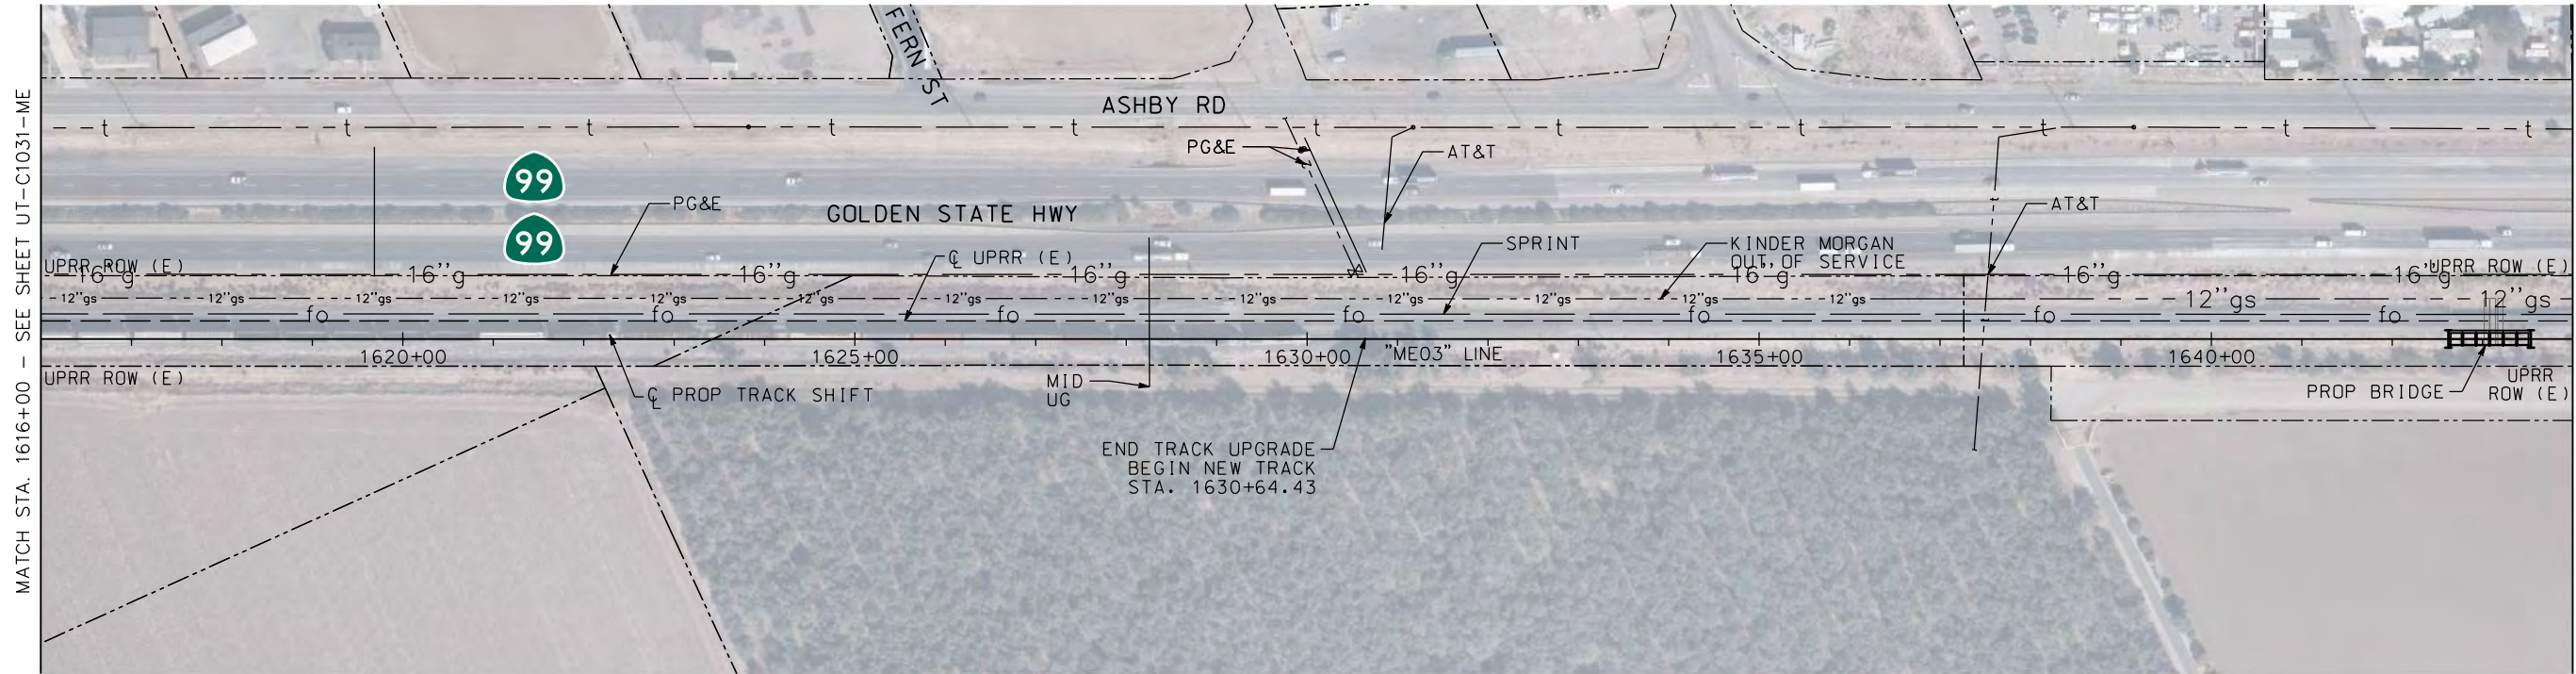 MATCH STA. 1616+00 - SEE SHEET UT-C1031-ME
FERN ST
ASHBY RD
t t t t t t t t t t t
PG&E
AT&T
99
PG&E
GOLDEN STATE HWY
AT&T
99
SPRINT
KINDER MORGAN
OUT OF SERVICE
℄ UPRR (E)
UPRR ROW (E)
UPRR ROW (E)
16''g 16''g 16''g 16''g 16''g 16''g 16''g 16''g
12"gs 12"gs 12"gs 12"gs 12"gs 12"gs 12"gs 12"gs 12"gs 12"gs 12"gs 12"gs 12"gs 12''gs 12''gs
fo fo fo fo fo fo fo
1620+00 1625+00 1630+00 "ME03" LINE 1635+00 1640+00
UPRR ROW (E)
℄ PROP TRACK SHIFT
MID
UG
PROP BRIDGE
UPRR
ROW (E)
END TRACK UPGRADE
BEGIN NEW TRACK
STA. 1630+64.43